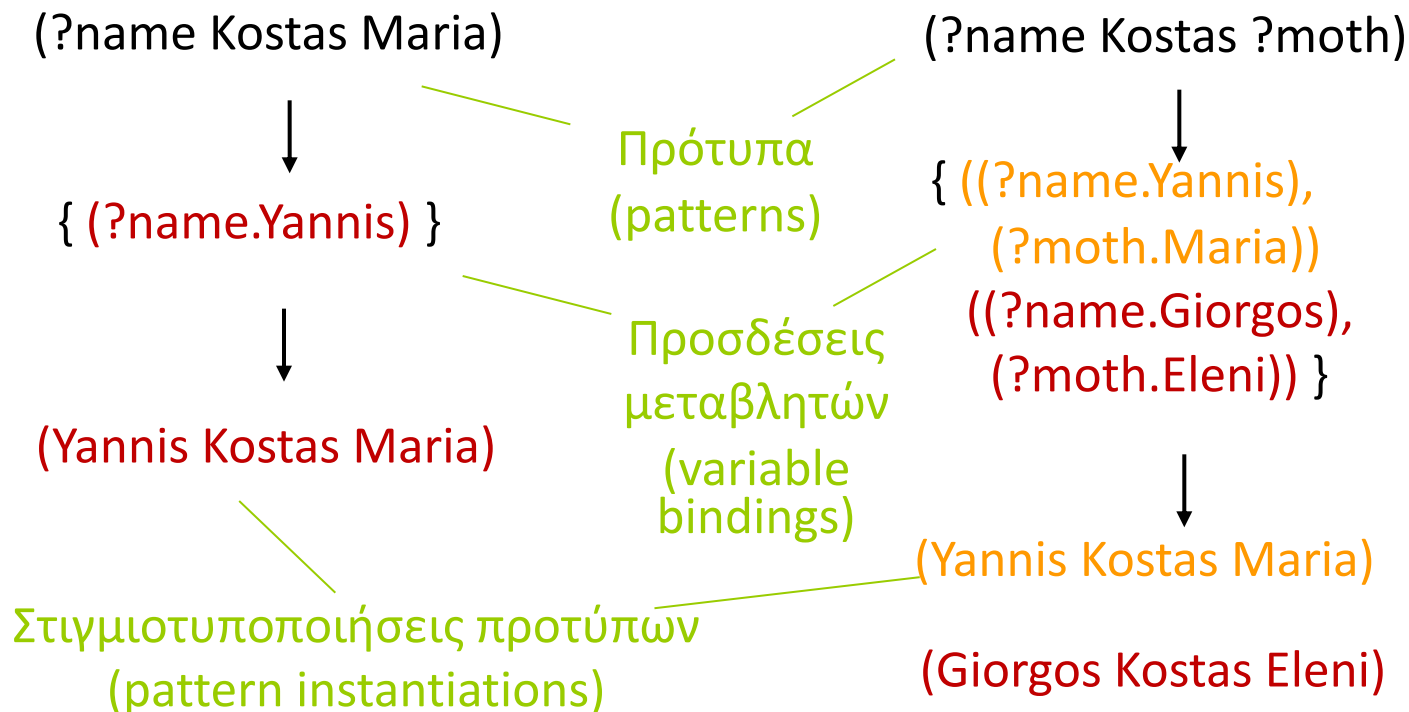 (?name Kostas Maria)
{ (?name.Yannis) }
(Yannis Kostas Maria)
Πρότυπα
(patterns)
Προσδέσεις
μεταβλητών
(variable
bindings)
Στιγμιοτυποποιήσεις προτύπων
(pattern instantiations)
(?name Kostas ?moth)
{ ((?name.Yannis),
(?moth.Maria))
((?name.Giorgos),
(?moth.Eleni)) }
(Yannis Kostas Maria)
(Giorgos Kostas Eleni)